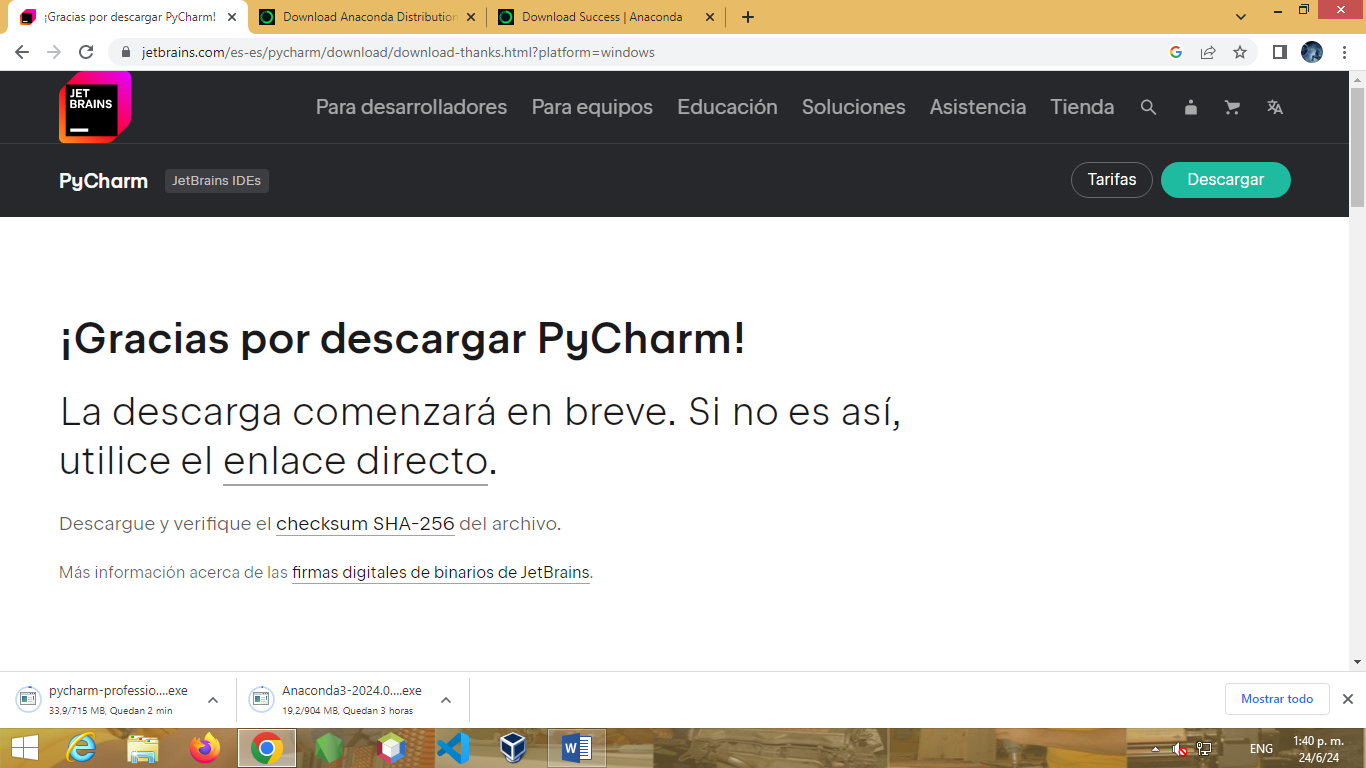 ¡Gracias por descargar PyCharm!
Download Anaconda Distribution
Download Success | Anaconda
jetbrains.com/es-es/pycharm/download/download-thanks.html?platform=windows
JET
BRAINS
Para desarrolladores Para equipos Educación Soluciones Asistencia Tienda
PyCharm JetBrains IDEs Tarifas Descargar
¡Gracias por descargar PyCharm!
La descarga comenzará en breve. Si no es así,
utilice el enlace directo.
Descargue y verifique el checksum SHA-256 del archivo.
Más información acerca de las firmas digitales de binarios de JetBrains.
pycharm-professio....exe
33,9/715 MB, Quedan 2 min
Anaconda3-2024.0....exe
19,2/904 MB, Quedan 3 horas
Mostrar todo
ENG
1:40 p. m.
24/6/24